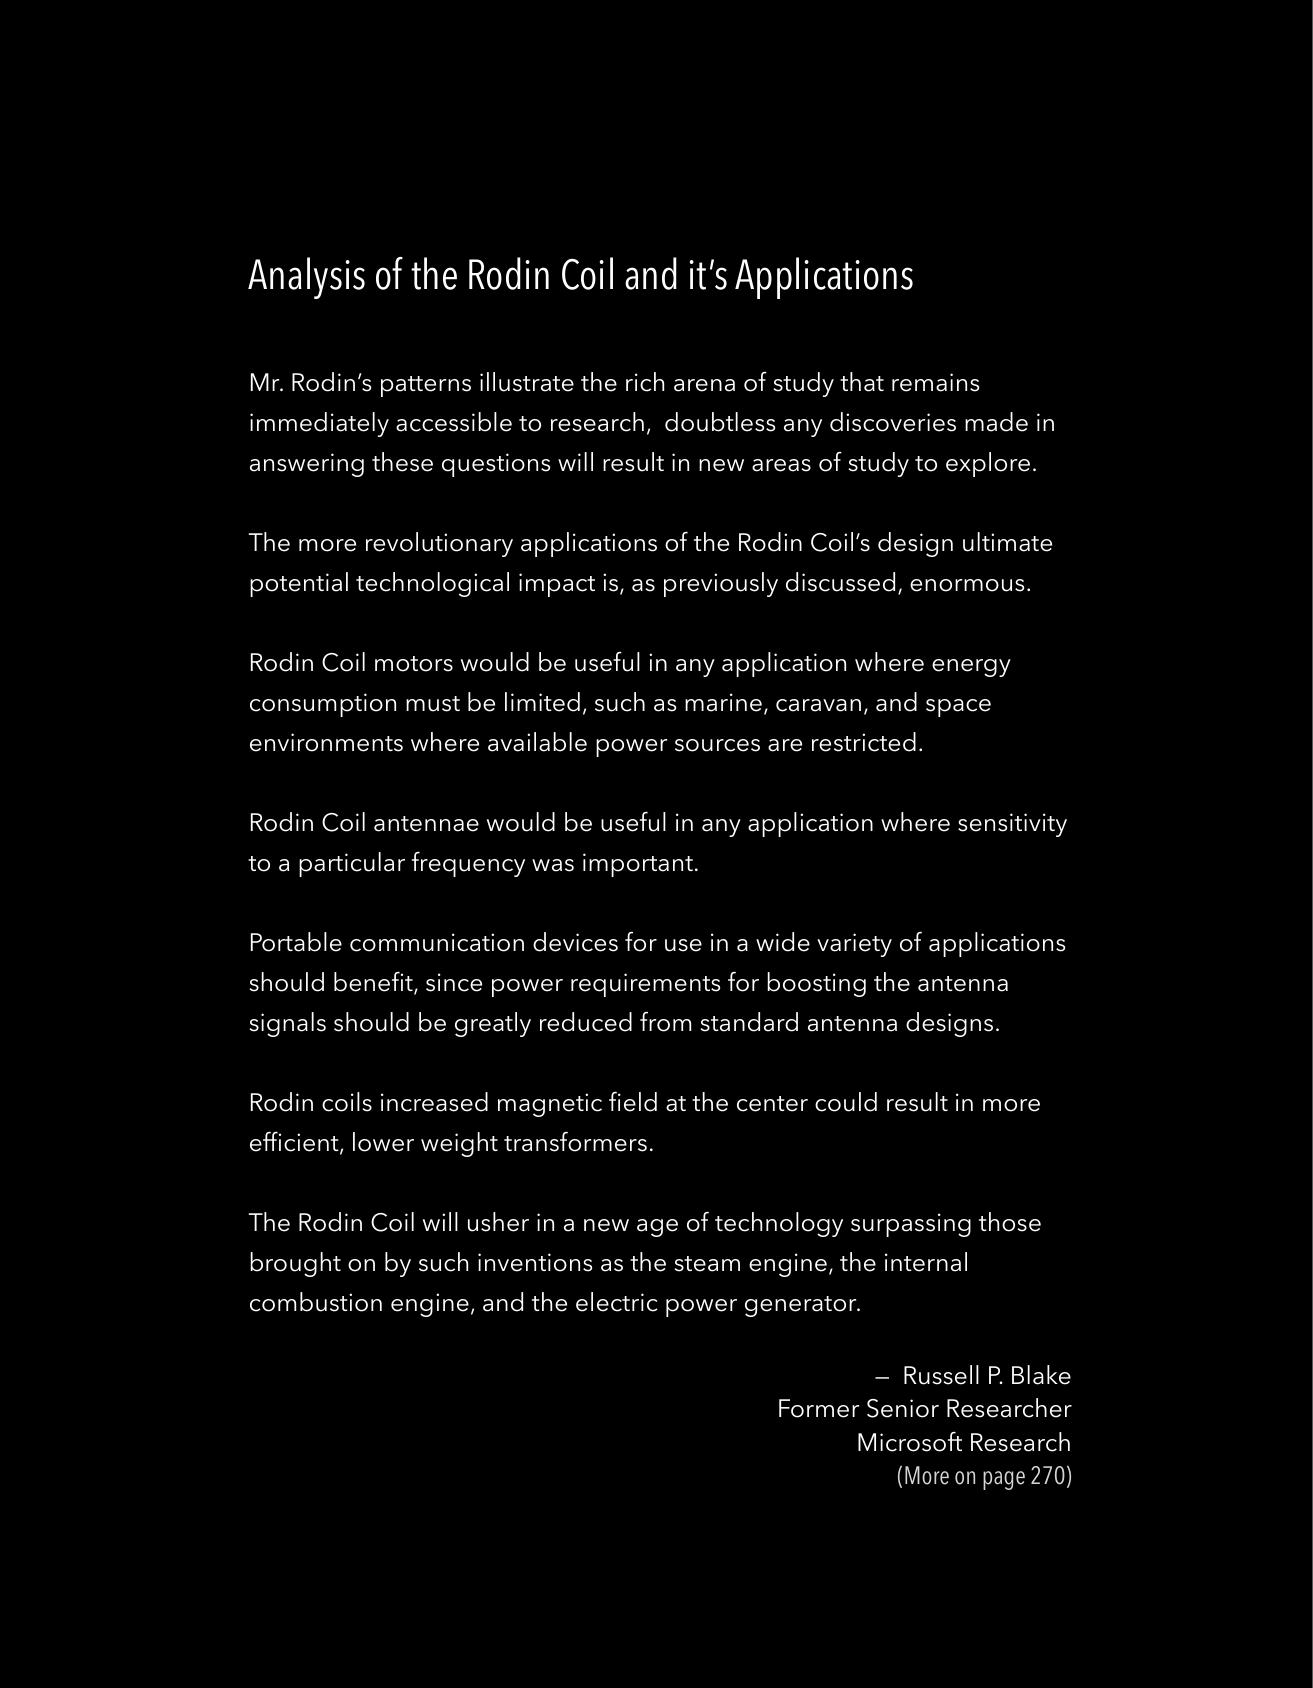 Analysis of the Rodin Coil and it’s Applications
Mr. Rodin’s patterns illustrate the rich arena of study that remains
immediately accessible to research,  doubtless any discoveries made in
answering these questions will result in new areas of study to explore.
The more revolutionary applications of the Rodin Coil’s design ultimate
potential technological impact is, as previously discussed, enormous.
Rodin Coil motors would be useful in any application where energy
consumption must be limited, such as marine, caravan, and space
environments where available power sources are restricted.
Rodin Coil antennae would be useful in any application where sensitivity
to a particular frequency was important.
Portable communication devices for use in a wide variety of applications
should benefit, since power requirements for boosting the antenna
signals should be greatly reduced from standard antenna designs.
Rodin coils increased magnetic field at the center could result in more
efficient, lower weight transformers.
The Rodin Coil will usher in a new age of technology surpassing those
brought on by such inventions as the steam engine, the internal
combustion engine, and the electric power generator.
–  Russell P. Blake
Former Senior Researcher
Microsoft Research
(More on page 270)